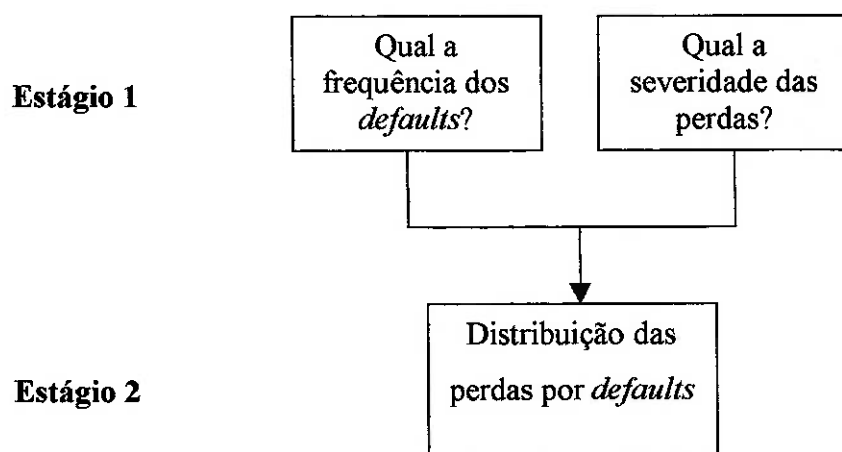 Estágio 1
Qual a
frequência dos
defaults?
Qual a
severidade das
perdas?
Estágio 2
Distribuição das
perdas por defaults